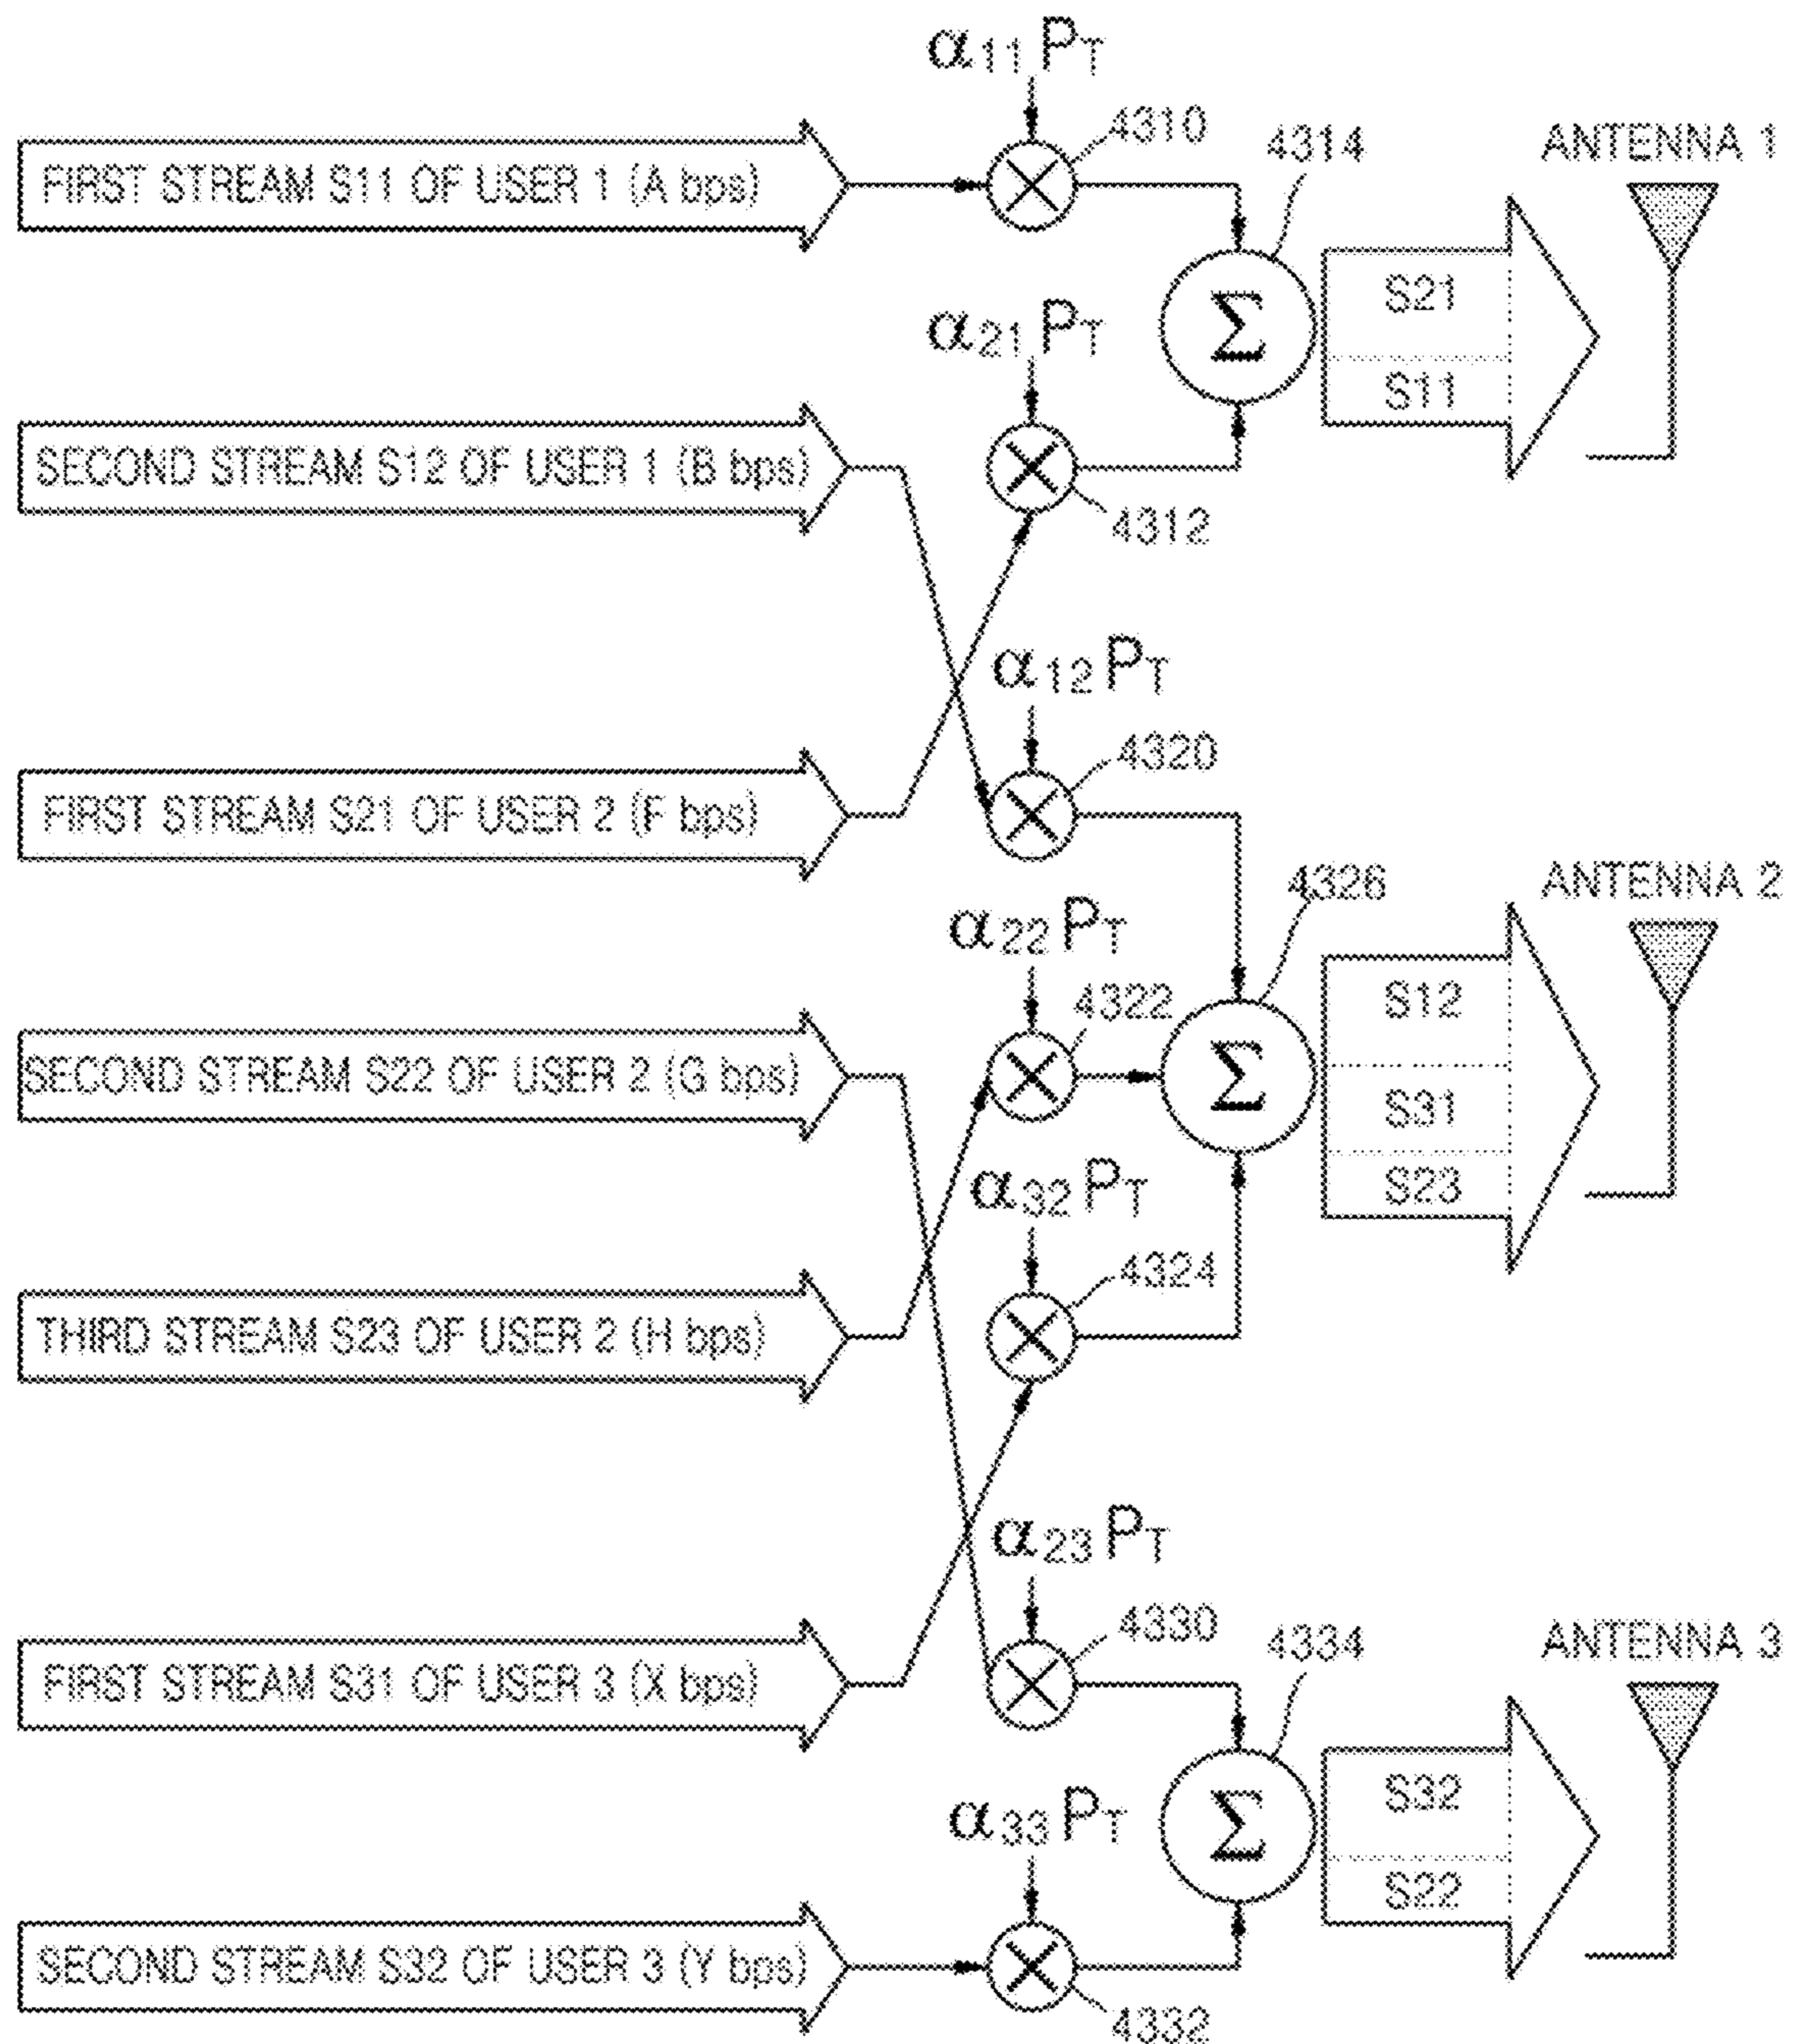 α11 PT
4310
4314
ANTENNA 1
FIRST STREAM S11 OF USER 1 (A bps)
S21
α21 PT
Σ
S11
SECOND STREAM S12 OF USER 1 (B bps)
4312
α12 PT
4320
FIRST STREAM S21 OF USER 2 (F bps)
4326
ANTENNA 2
α22 PT
4322
S12
SECOND STREAM S22 OF USER 2 (G bps)
Σ
S31
α32 PT
S23
4324
THIRD STREAM S23 OF USER 2 (H bps)
α23 PT
4330
4334
ANTENNA 3
FIRST STREAM S31 OF USER 3 (X bps)
S32
α33 PT
Σ
S22
SECOND STREAM S32 OF USER 3 (Y bps)
4332